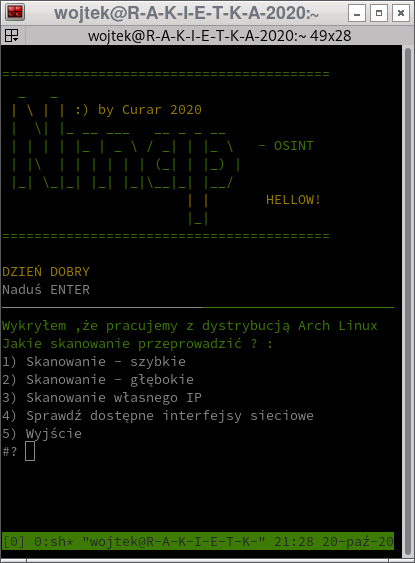 wojtek@R-A-K-I-E-T-K-A-2020:~
wojtek@R-A-K-I-E-T-K-A-2020:~ 49x28
=========================================
 _   _
| \ | | :) by Curar 2020
|  \| |_ __ ___   __ _ _ __
| | | | |_ | _ \ / _| | |_ \   - OSINT
| |\  | | | | | | (_| | |_) |
|_| \_|_| |_| |_|\__|_| |__/
                      | |       HELLOW!
                      |_|
=========================================
DZIEŃ DOBRY
Naduś ENTER
Wykryłem ,że pracujemy z dystrybucją Arch Linux
Jakie skanowanie przeprowadzić ? :
1) Skanowanie - szybkie
2) Skanowanie - głębokie
3) Skanowanie własnego IP
4) Sprawdź dostępne interfejsy sieciowe
5) Wyjście
#?
[0] 0:sh* "wojtek@R-A-K-I-E-T-K-" 21:28 20-paź-20